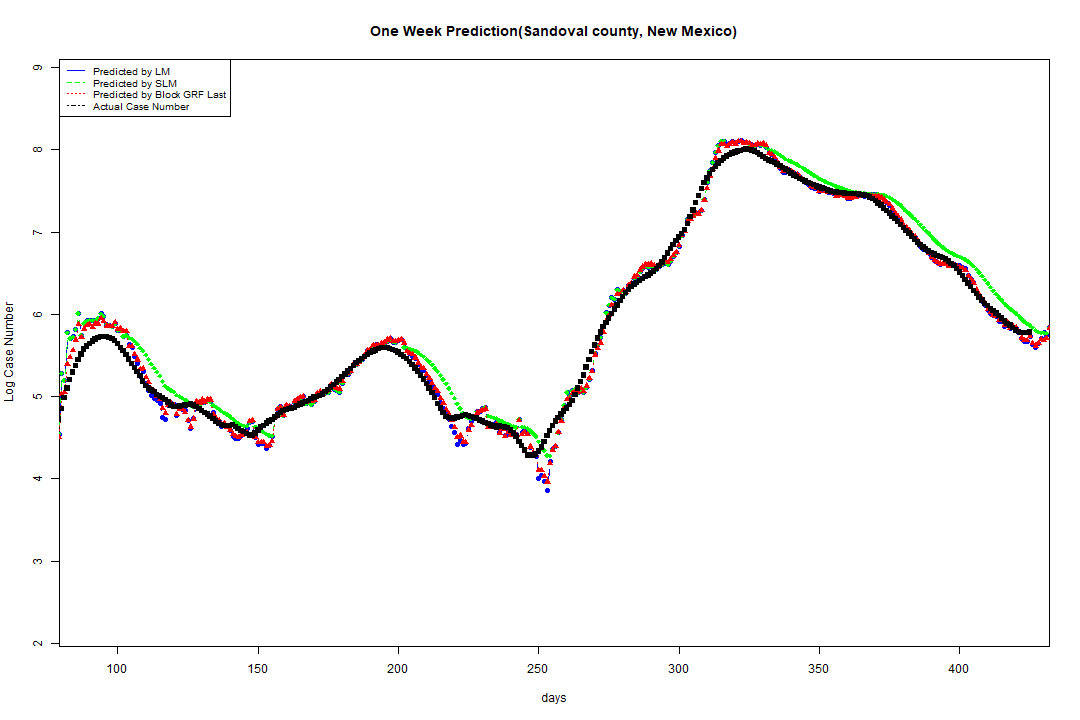 One Week Prediction(Sandoval county, New Mexico)
Predicted by LM
Predicted by SLM
Predicted by Block GRF Last
Actual Case Number
Log Case Number
9
8
7
6
5
4
3
2
100 150 200 250 300 350 400
days